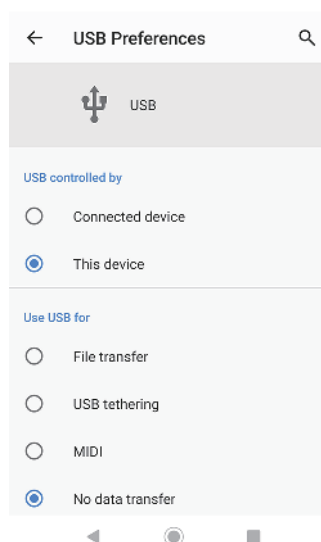 USB Preferences
USB
USB controlled by
Connected device
This device
Use USB for
File transfer
USB tethering
MIDI
No data transfer